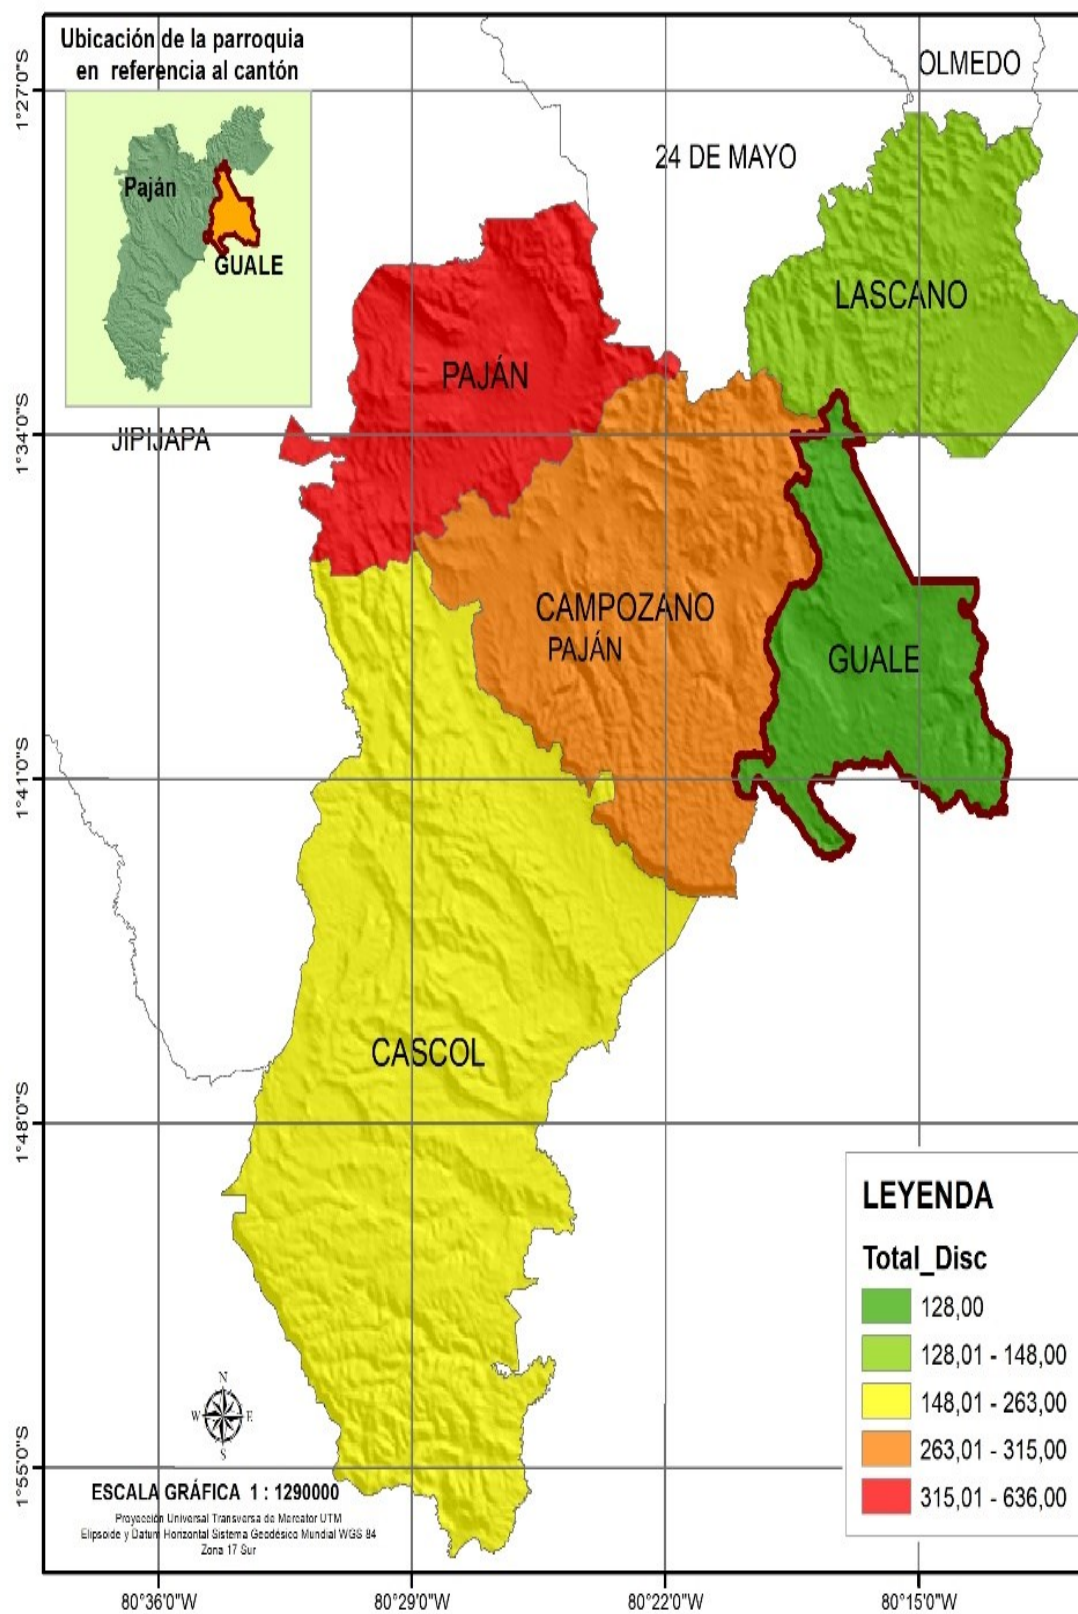 Ubicación de la parroquia
en referencia al cantón
Paján
GUALE
OLMEDO
24 DE MAYO
LASCANO
PAJÁN
JIPIJAPA
CAMPOZANO
PAJÁN
GUALE
CASCOL
1°27'0"S
1°34'0"S
1°41'0"S
1°48'0"S
1°55'0"S
LEYENDA
Total_Disc
128,00
128,01 - 148,00
148,01 - 263,00
263,01 - 315,00
315,01 - 636,00
N
W E
S
ESCALA GRÁFICA 1 : 1290000
Proyección Universal Transversa de Mercator UTM
Elipsoide y Datum Horizontal Sistema Geodésico Mundial WGS 84
Zona 17 Sur
80°36'0"W 80°29'0"W 80°22'0"W 80°15'0"W